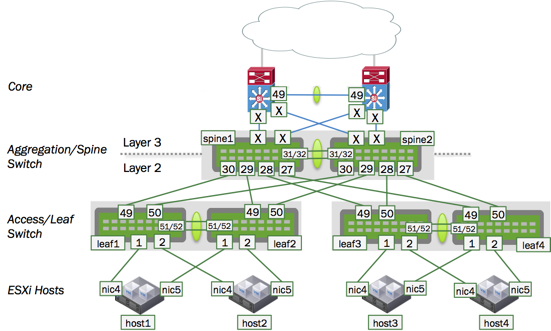 Core
49
49
X
X
X
X
X
X
X
X
spine1
spine2
Aggregation/Spine
Switch
Layer 3
Layer 2
31/32
31/32
30
29
28
27
30
29
28
27
Access/Leaf
Switch
49
50
49
50
49
50
49
50
51/52
51/52
51/52
51/52
leaf1
1
2
1
2
leaf2
leaf3
1
2
1
2
leaf4
ESXi Hosts
nic4
nic5
nic4
nic5
nic4
nic5
nic4
nic5
host1
host2
host3
host4